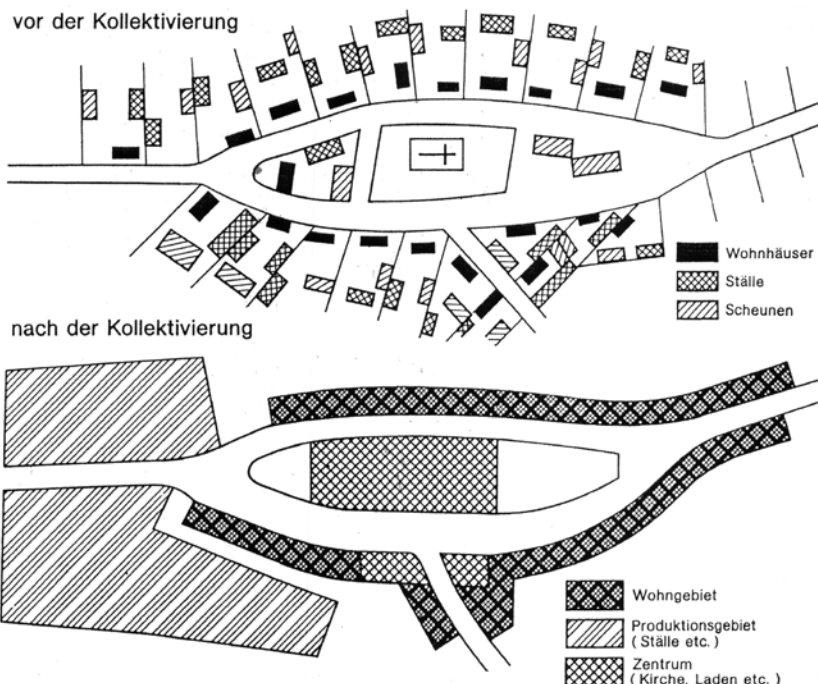 vor der Kollektivierung
Wohnhäuser
Ställe
Scheunen
nach der Kollektivierung
Wohngebiet
Produktionsgebiet
( Ställe etc. )
Zentrum
( Kirche, Laden etc. )